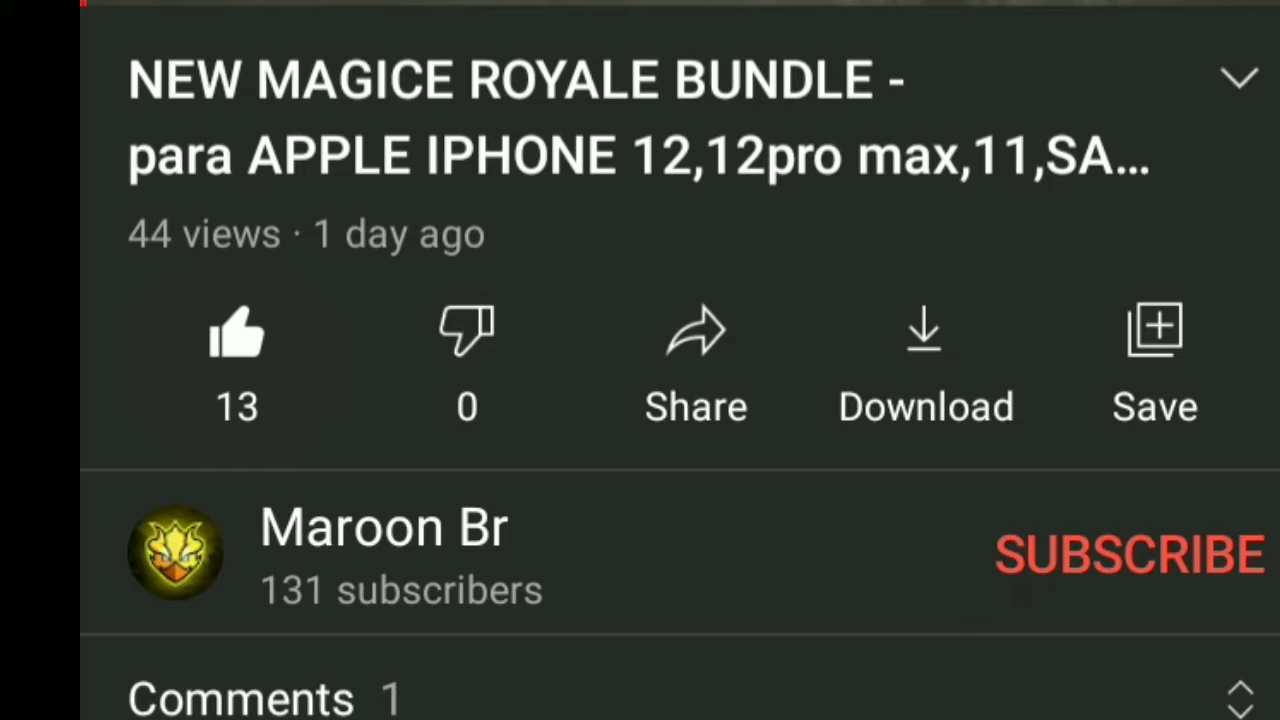 NEW MAGICE ROYALE BUNDLE -
para APPLE IPHONE 12,12pro max,11,SA...
44 views · 1 day ago
13
0
Share
Download
Save
Maroon Br
SUBSCRIBE
131 subscribers
Comments 1